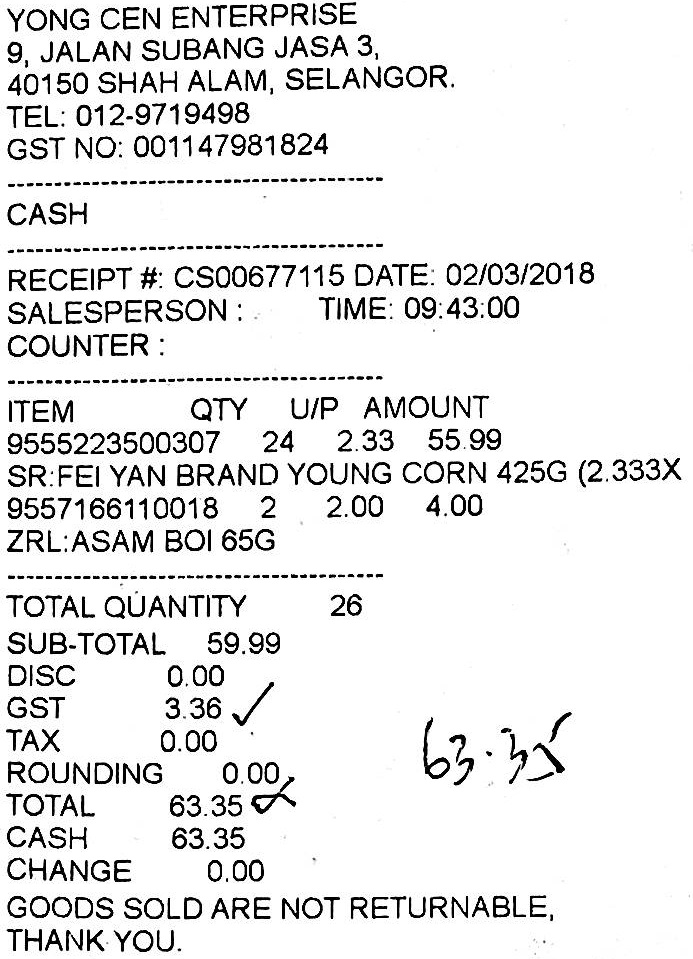 YONG CEN ENTERPRISE
9, JALAN SUBANG JASA 3,
40150 SHAH ALAM, SELANGOR.
TEL: 012-9719498
GST NO: 001147981824
--------------------------------------
CASH
--------------------------------------
RECEIPT #: CS00677115 DATE: 02/03/2018
SALESPERSON : TIME: 09:43:00
COUNTER :
--------------------------------------
ITEM QTY U/P AMOUNT
9555223500307 24 2.33 55.99
SR:FEI YAN BRAND YOUNG CORN 425G (2.333X
9557166110018 2 2.00 4.00
ZRL:ASAM BOI 65G
--------------------------------------
TOTAL QUANTITY 26
SUB-TOTAL 59.99
DISC 0.00
GST 3.36 ✓
TAX 0.00
63.35
ROUNDING 0.00
TOTAL 63.35
CASH 63.35
CHANGE 0.00
GOODS SOLD ARE NOT RETURNABLE,
THANK YOU.